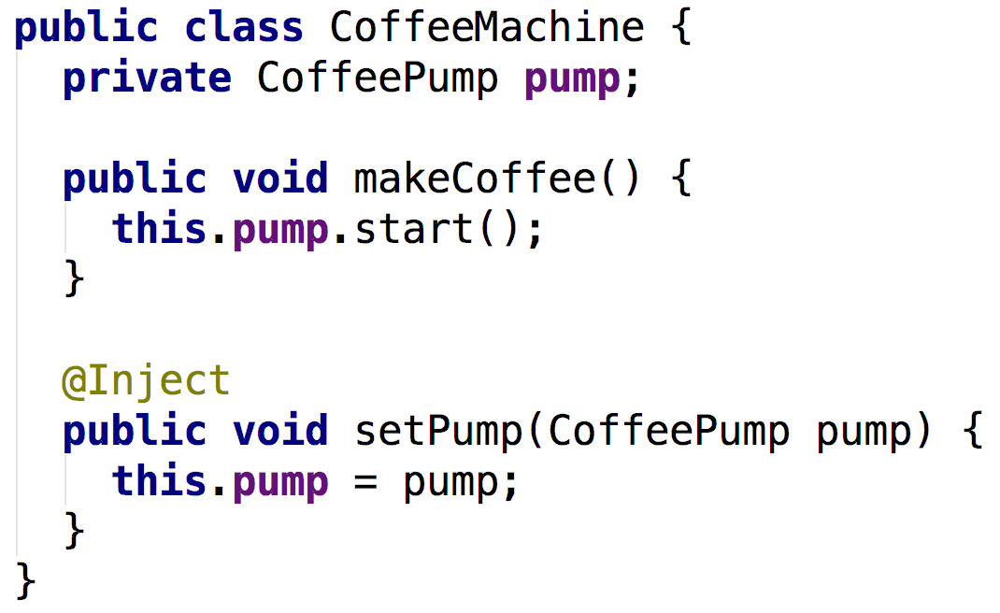 public class CoffeeMachine {
  private CoffeePump pump;

  public void makeCoffee() {
    this.pump.start();
  }

  @Inject
  public void setPump(CoffeePump pump) {
    this.pump = pump;
  }
}